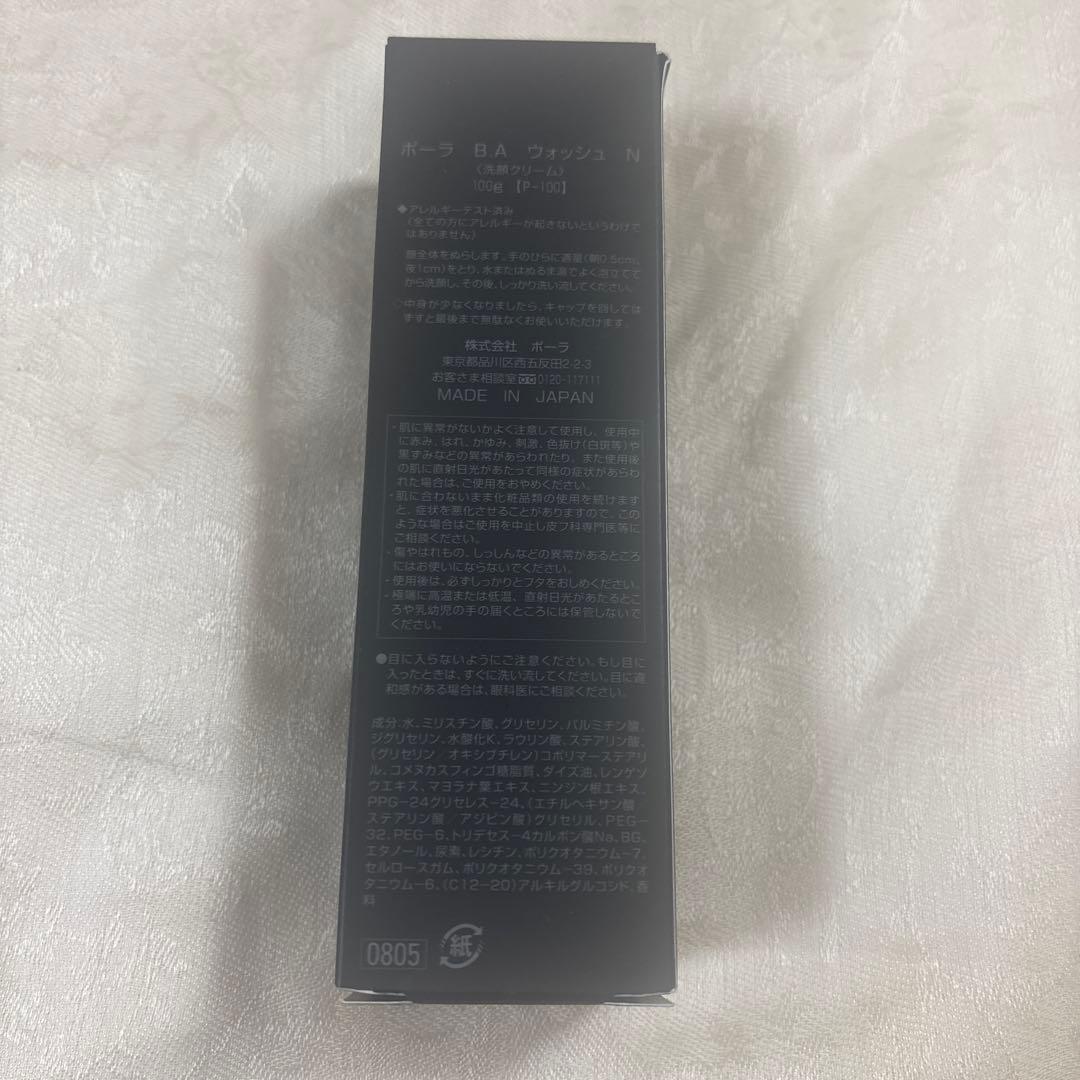 ポーラ B.A ウォッシュ N
〈洗顔クリーム〉
100g 【P-100】
◆アレルギーテスト済み
（全ての方にアレルギーが起きないというわけで
はありません）
顔全体をぬらします。手のひらに適量（朝0.5cm、
夜1cm）をとり、水またはぬるま湯でよく泡立てて
から洗顔し、その後、しっかり洗い流してください。
◇中身が少なくなりましたら、キャップを回しては
ずすと最後まで無駄なくお使いいただけます。
株式会社 ポーラ
東京都品川区西五反田2-2-3
お客さま相談室0120-117111
MADE IN JAPAN
・肌に異常がないかよく注意して使用し、使用中
に赤み、はれ、かゆみ、刺激、色抜け（白斑等）や
黒ずみなどの異常があらわれたり、また使用後
の肌に直射日光があたって同様の症状があらわ
れた場合は、ご使用をおやめください。
・肌に合わないまま化粧品類の使用を続けます
と、症状を悪化させることがありますので、この
ような場合はご使用を中止し皮フ科専門医等に
ご相談ください。
・傷やはれもの、しっしんなどの異常があるところ
にはお使いにならないでください。
・使用後は、必ずしっかりとフタをおしめください。
・極端に高温または低温、直射日光があたるとこ
ろや乳幼児の手の届くところには保管しないで
ください。
●目に入らないようにご注意ください。もし目に
入ったときは、すぐに洗い流してください。目に違
和感がある場合は、眼科医にご相談ください。
成分:水、ミリスチン酸、グリセリン、パルミチン酸、
ジグリセリン、水酸化K、ラウリン酸、ステアリン酸、
（グリセリン／オキシブチレン）コポリマーステアリ
ル、コメヌカスフィンゴ糖脂質、ダイズ油、レンゲソ
ウエキス、マヨラナ葉エキス、ニンジン根エキス、
PPG-24グリセレス-24、（エチルヘキサン酸／
ステアリン酸／アジピン酸）グリセリル、PEG-
32、PEG-6、トリデセス-4カルボン酸Na、BG、
エタノール、尿素、レシチン、ポリクオタニウム-7、
セルロースガム、ポリクオタニウム-39、ポリクオ
タニウム-6、（C12-20）アルキルグルコシド、香
料
0805
紙